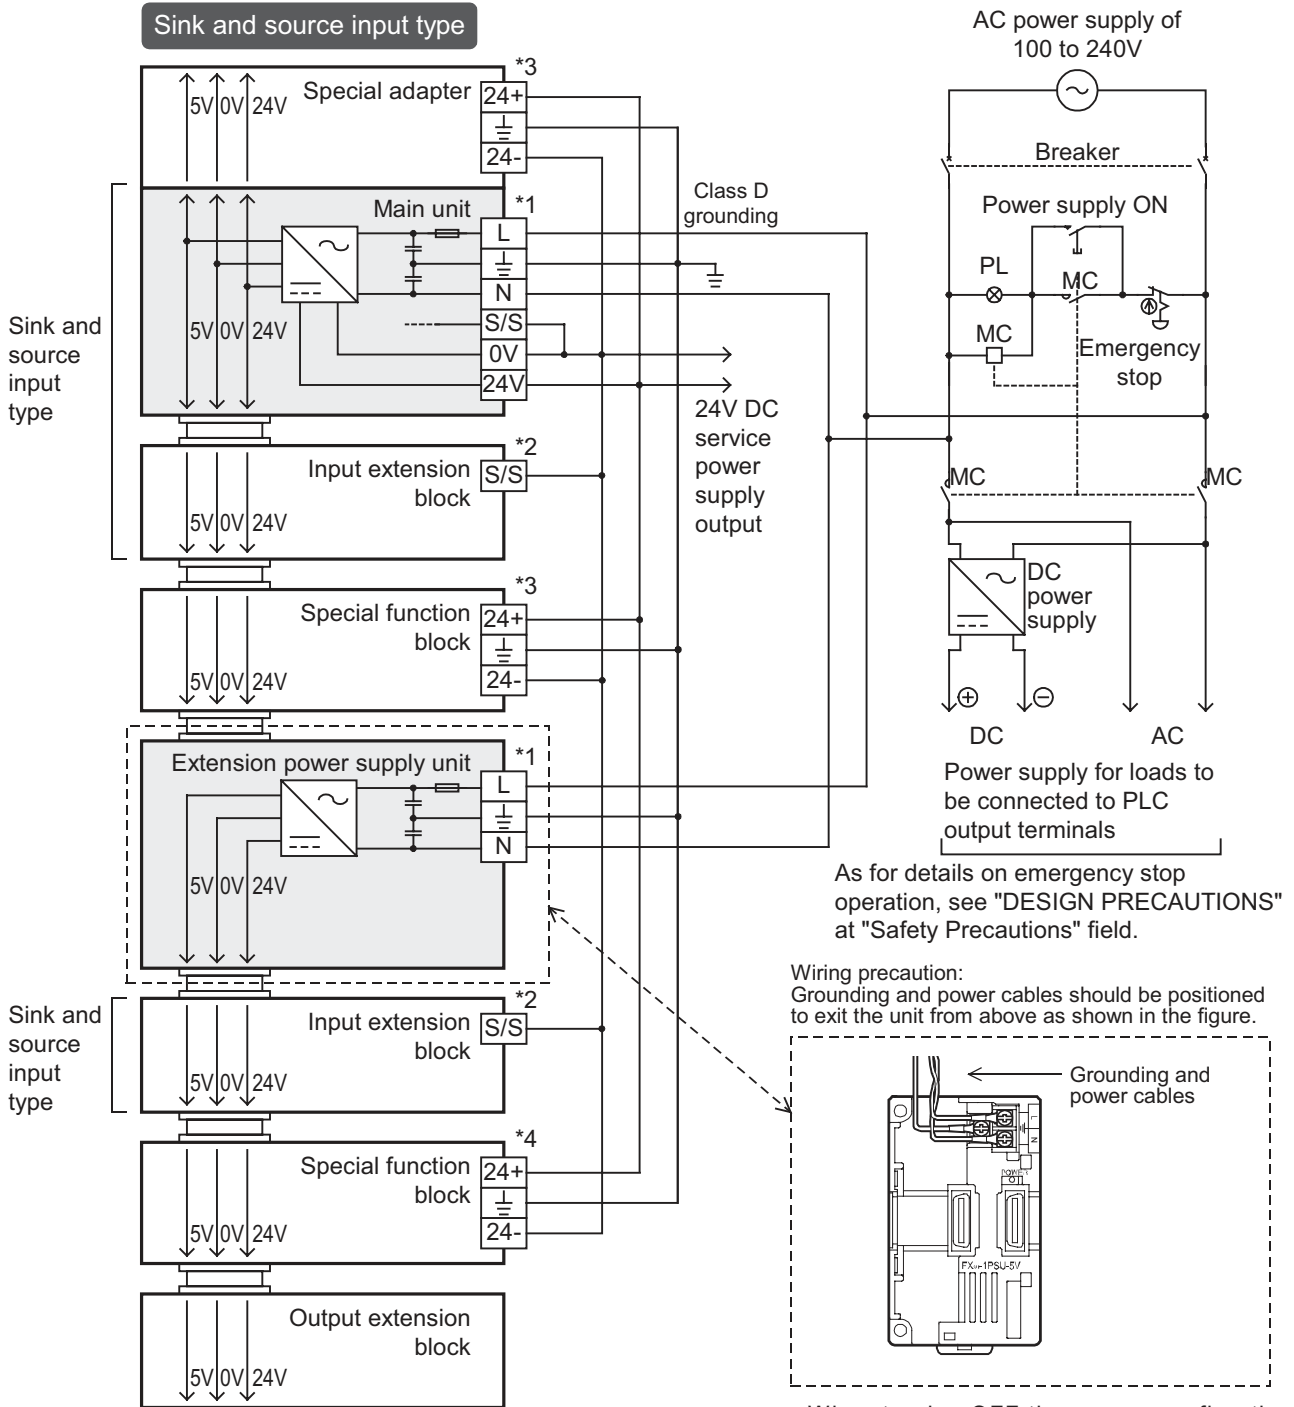 Sink and source input type
AC power supply of
100 to 240V
*3
Special adapter
24+
24-
5V 0V 24V
Breaker
Class D
grounding
Power supply ON
*1
Main unit
L
N
S/S
0V
24V
5V 0V 24V
Sink and
source
input
type
PL
MC
MC
Emergency
stop
24V DC
service
power
supply
output
*2
Input extension
block
S/S
5V 0V 24V
MC
MC
*3
Special function
block
24+
24-
5V 0V 24V
DC
power
supply
DC
AC
Power supply for loads to
be connected to PLC
output terminals
*1
Extension power supply unit
L
N
5V 0V 24V
As for details on emergency stop
operation, see "DESIGN PRECAUTIONS"
at "Safety Precautions" field.
Wiring precaution:
Grounding and power cables should be positioned
to exit the unit from above as shown in the figure.
Sink and
source
input
type
*2
Input extension
block
S/S
5V 0V 24V
Grounding and
power cables
L
N
POWER
*4
Special function
block
24+
24-
5V 0V 24V
Output extension
block
5V 0V 24V